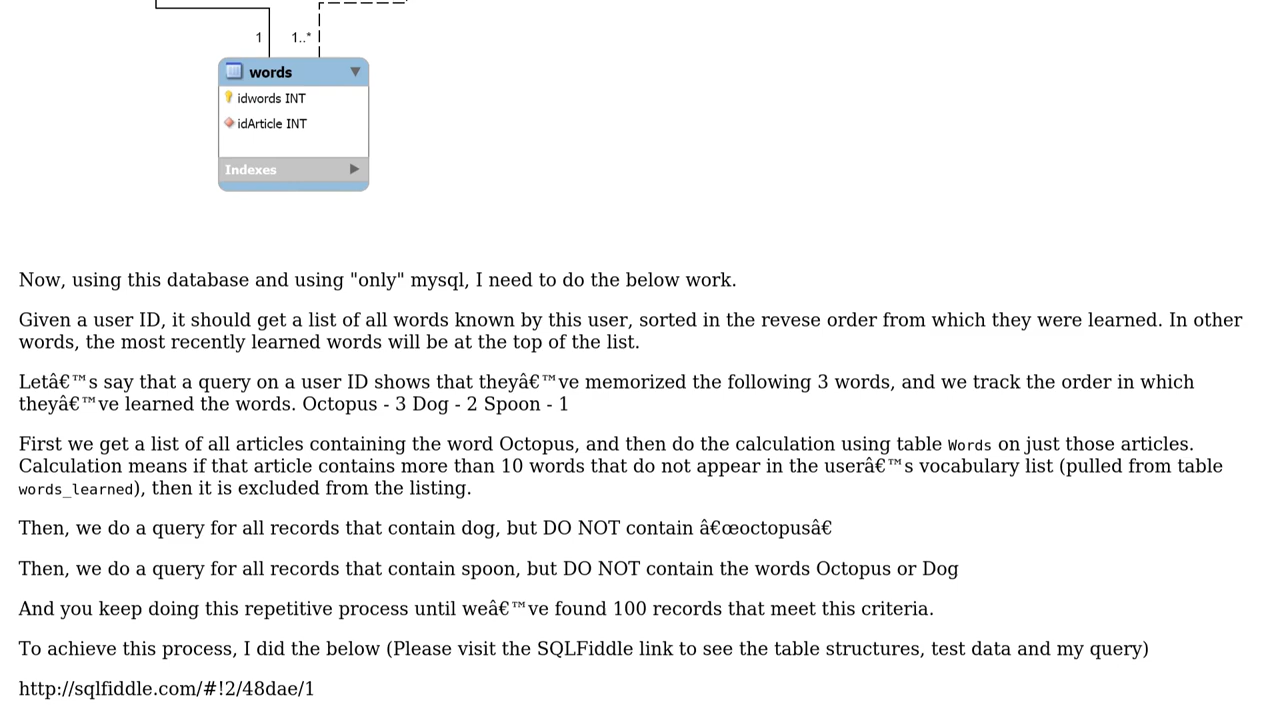 1 1..*
words
idwords INT
idArticle INT
Indexes
Now, using this database and using "only" mysql, I need to do the below work.
Given a user ID, it should get a list of all words known by this user, sorted in the revese order from which they were learned. In other
words, the most recently learned words will be at the top of the list.
Letâ€™s say that a query on a user ID shows that theyâ€™ve memorized the following 3 words, and we track the order in which
theyâ€™ve learned the words. Octopus - 3 Dog - 2 Spoon - 1
First we get a list of all articles containing the word Octopus, and then do the calculation using table Words on just those articles.
Calculation means if that article contains more than 10 words that do not appear in the userâ€™s vocabulary list (pulled from table
words_learned), then it is excluded from the listing.
Then, we do a query for all records that contain dog, but DO NOT contain â€œoctopusâ€
Then, we do a query for all records that contain spoon, but DO NOT contain the words Octopus or Dog
And you keep doing this repetitive process until weâ€™ve found 100 records that meet this criteria.
To achieve this process, I did the below (Please visit the SQLFiddle link to see the table structures, test data and my query)
http://sqlfiddle.com/#!2/48dae/1